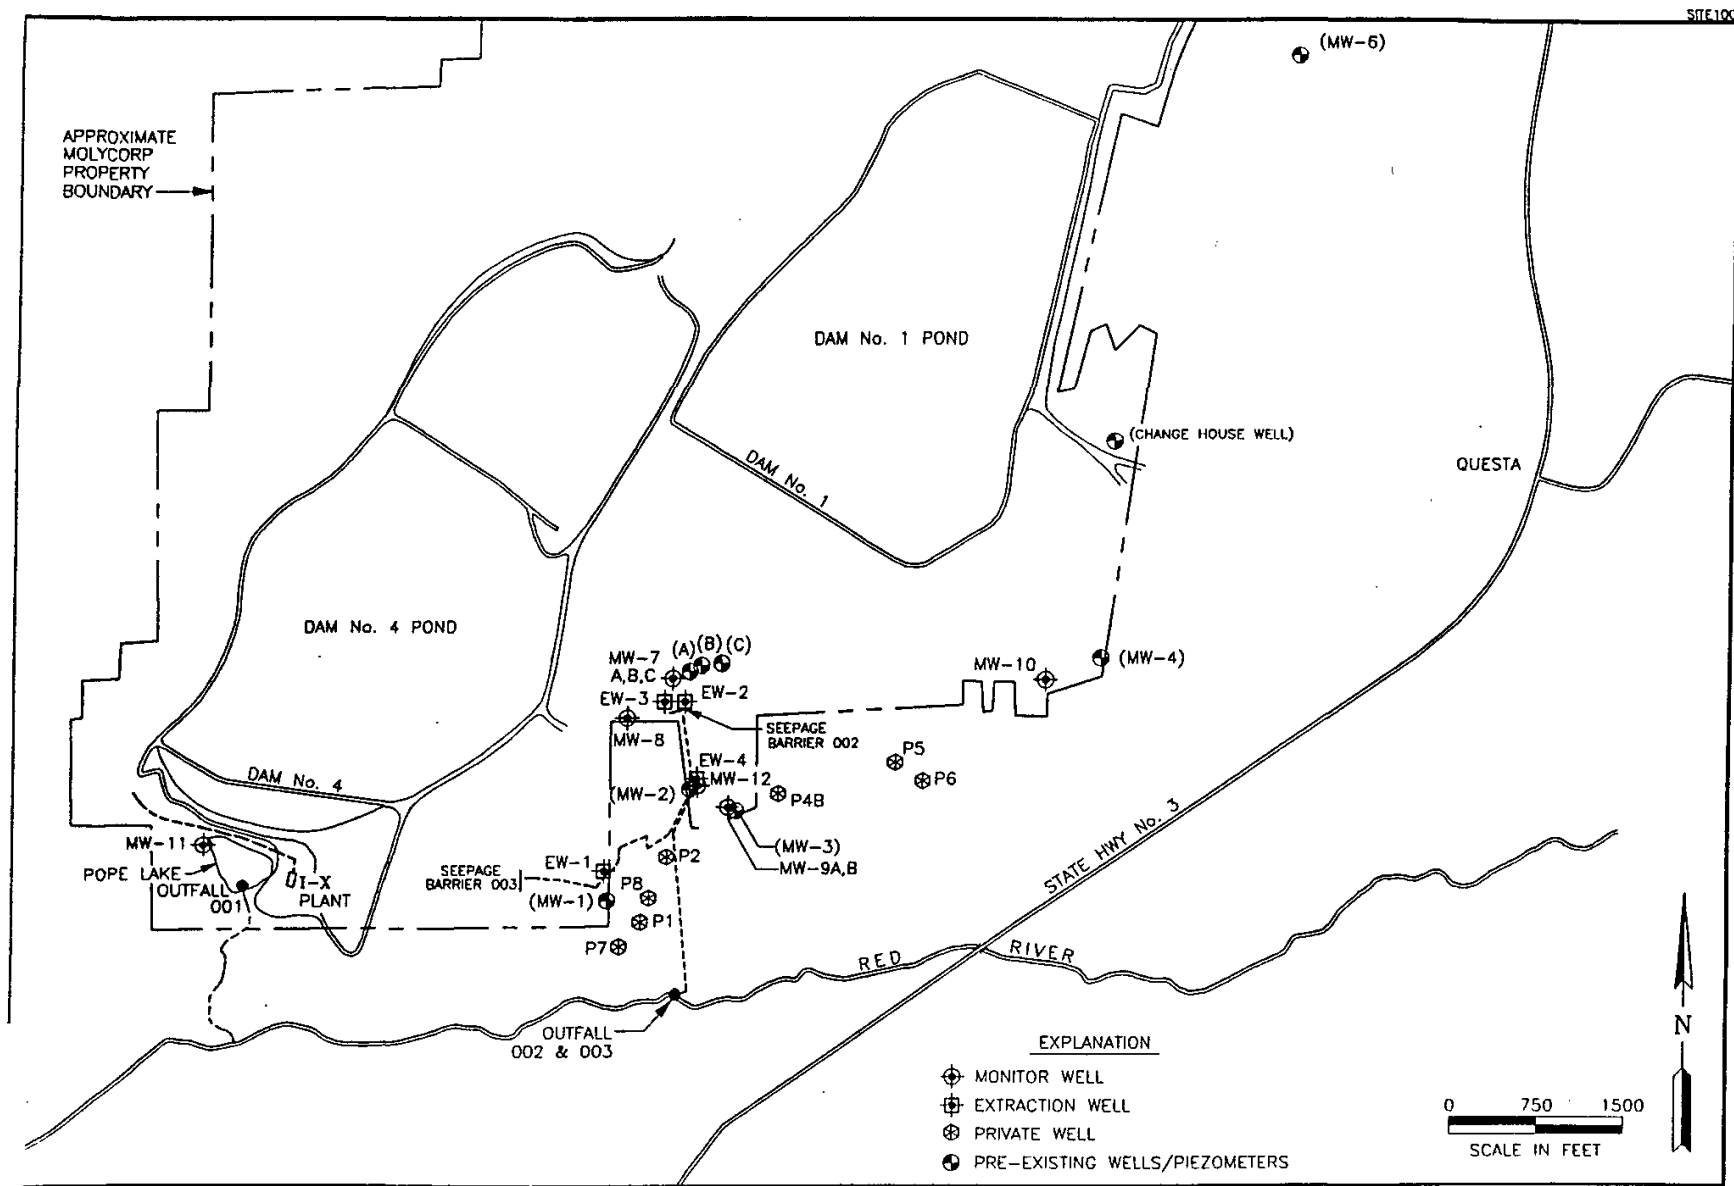 SITE100
(MW-6)
APPROXIMATE
MOLYCORP
PROPERTY
BOUNDARY
DAM No. 1 POND
(CHANGE HOUSE WELL)
DAM No. 1
QUESTA
DAM No. 4 POND
(A) (B) (C)
MW-7
A,B,C
MW-10
(MW-4)
EW-3
EW-2
SEEPAGE
BARRIER 002
MW-8
P5
EW-4
MW-12
P6
DAM No. 4
(MW-2)
P4B
STATE HWY No. 3
MW-11
(MW-3)
MW-9A,B
P2
POPE LAKE
EW-1
SEEPAGE
BARRIER 003
OUTFALL
001
I-X
PLANT
P8
(MW-1)
P1
P7
RED RIVER
OUTFALL
002 & 003
N
EXPLANATION
MONITOR WELL
EXTRACTION WELL
PRIVATE WELL
PRE-EXISTING WELLS/PIEZOMETERS
0 750 1500
SCALE IN FEET